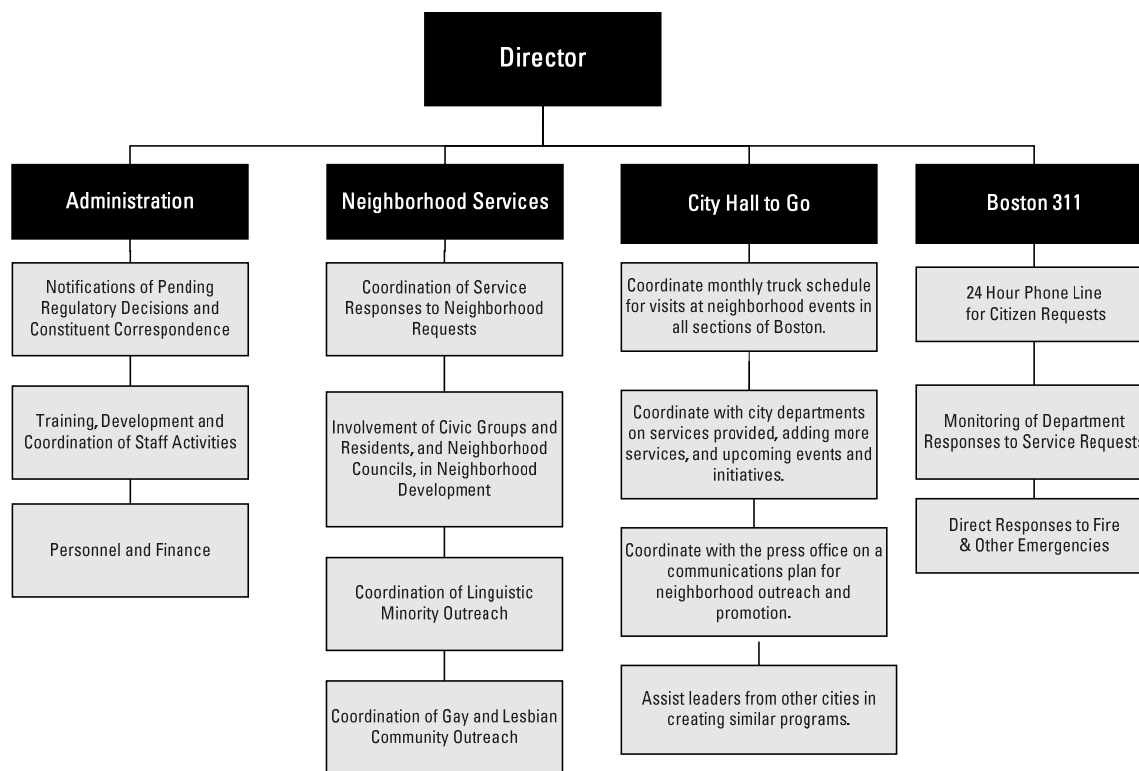 Director
Administration
Notifications of Pending
Regulatory Decisions and
Constituent Correspondence
Training, Development and
Coordination of Staff Activities
Personnel and Finance
Neighborhood Services
Coordination of Service
Responses to Neighborhood
Requests
Involvement of Civic Groups and
Residents, and Neighborhood
Councils, in Neighborhood
Development
Coordination of Linguistic
Minority Outreach
Coordination of Gay and Lesbian
Community Outreach
City Hall to Go
Coordinate monthly truck schedule
for visits at neighborhood events in
all sections of Boston.
Coordinate with city departments
on services provided, adding more
services, and upcoming events and
initiatives.
Coordinate with the press office on a
communications plan for
neighborhood outreach and
promotion.
Assist leaders from other cities in
creating similar programs.
Boston 311
24 Hour Phone Line
for Citizen Requests
Monitoring of Department
Responses to Service Requests
Direct Responses to Fire
& Other Emergencies